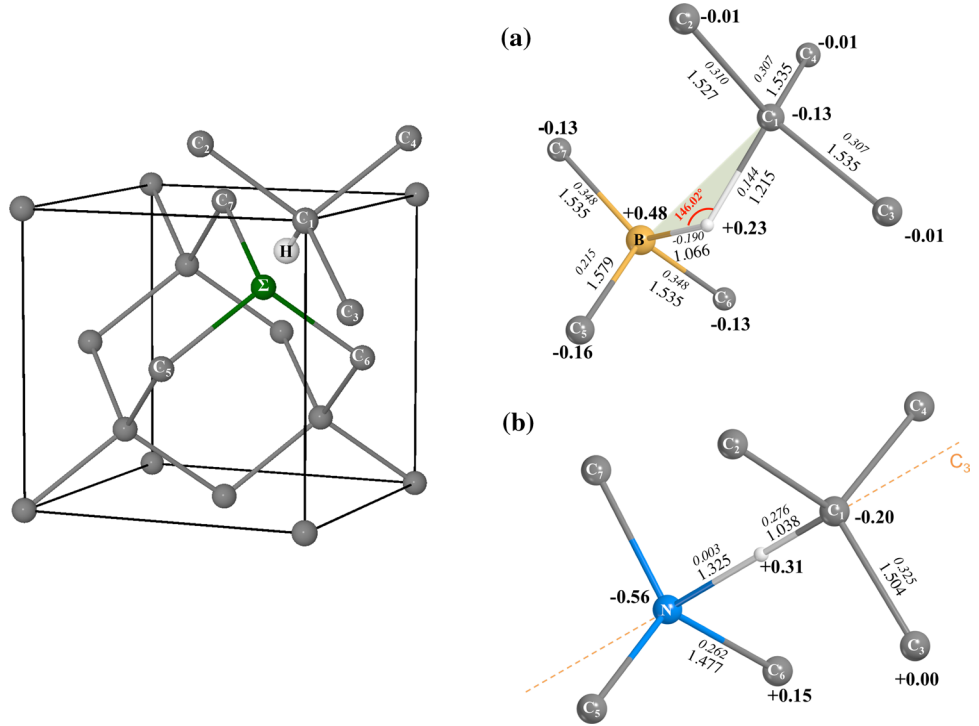 C₂
C₄
C₇
C₁
H
Σ
C₃
C₅
C₆
(a)
C₂ -0.01
-0.01
C₄
0.310
1.527
0.307
1.535
C₁ -0.13
-0.13
C₇
0.307
1.535
0.144
1.215
0.348
1.535
+0.48
146.02°
C₃
-0.01
B
+0.23
-0.190
1.066
0.215
1.579
0.348
1.535
C₆
-0.13
C₅
-0.16
(b)
C₄
C₂
C₃
C₇
0.276
1.038
C₁ -0.20
0.003
1.325
+0.31
0.325
1.504
-0.56 N
0.262
1.477
C₃
+0.00
C₆
+0.15
C₅